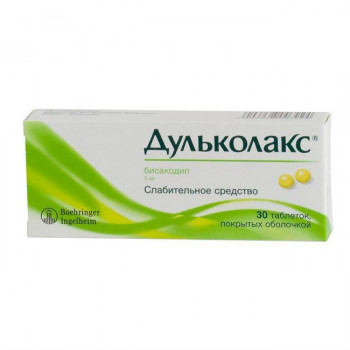 Дульколакс®
бисакодил
5 мг
Слабительное средство
30 таблеток,
покрытых оболочкой
Boehringer
Ingelheim